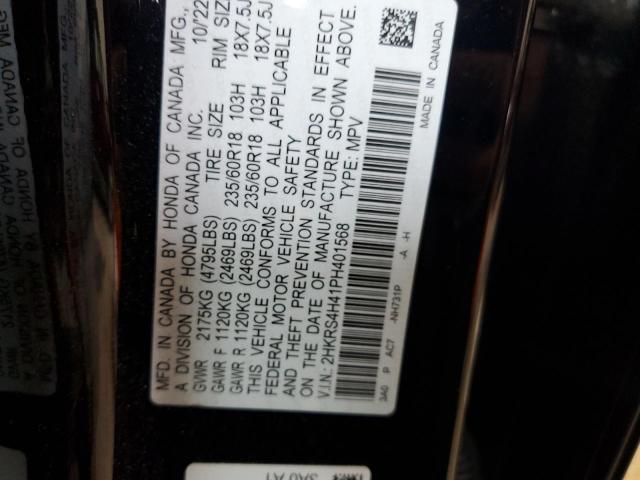 MFD. IN CANADA BY HONDA OF CANADA MFG.,
A DIVISION OF HONDA CANADA INC. 10/22
GVWR 2175KG (4795LBS) TIRE SIZE RIM SIZE
GAWR F 1120KG (2469LBS) 235/60R18 103H 18X7.5J
GAWR R 1120KG (2469LBS) 235/60R18 103H 18X7.5J
THIS VEHICLE CONFORMS TO ALL APPLICABLE
FEDERAL MOTOR VEHICLE SAFETY
AND THEFT PREVENTION STANDARDS IN EFFECT
ON THE DATE OF MANUFACTURE SHOWN ABOVE.
V.I.N.: 2HKRS4H41PH401568 TYPE: MPV
3A0 P AC7 -NH731P -A -H
MADE IN CANADA
3A0 A1